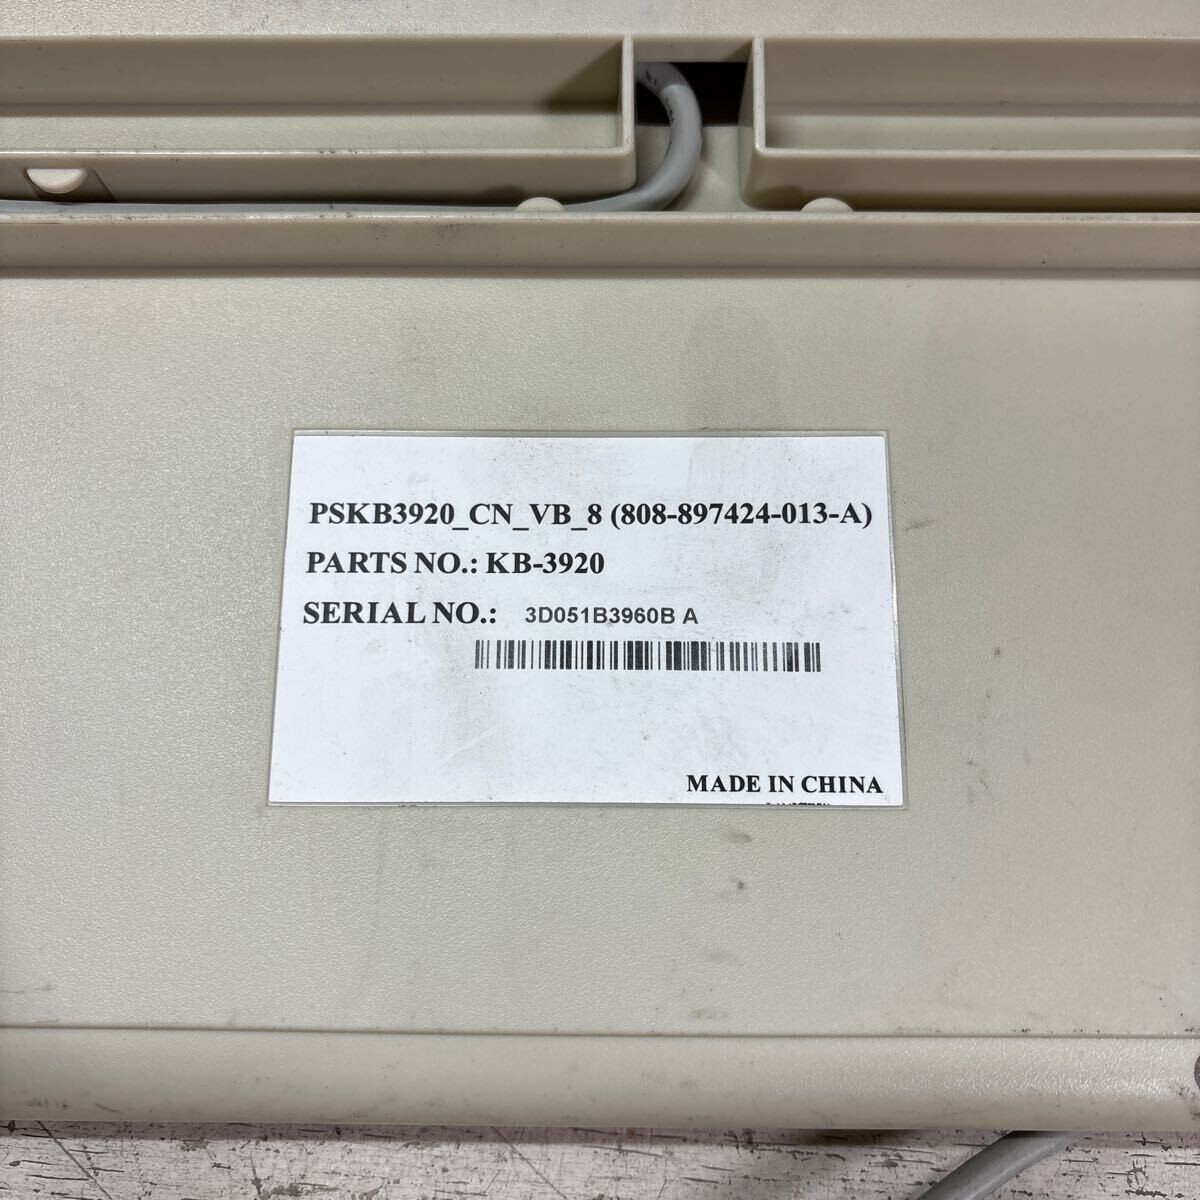 PSKB3920_CN_VB_8 (808-897424-013-A)
PARTS NO.: KB-3920
SERIAL NO.: 3D051B3960B A
MADE IN CHINA